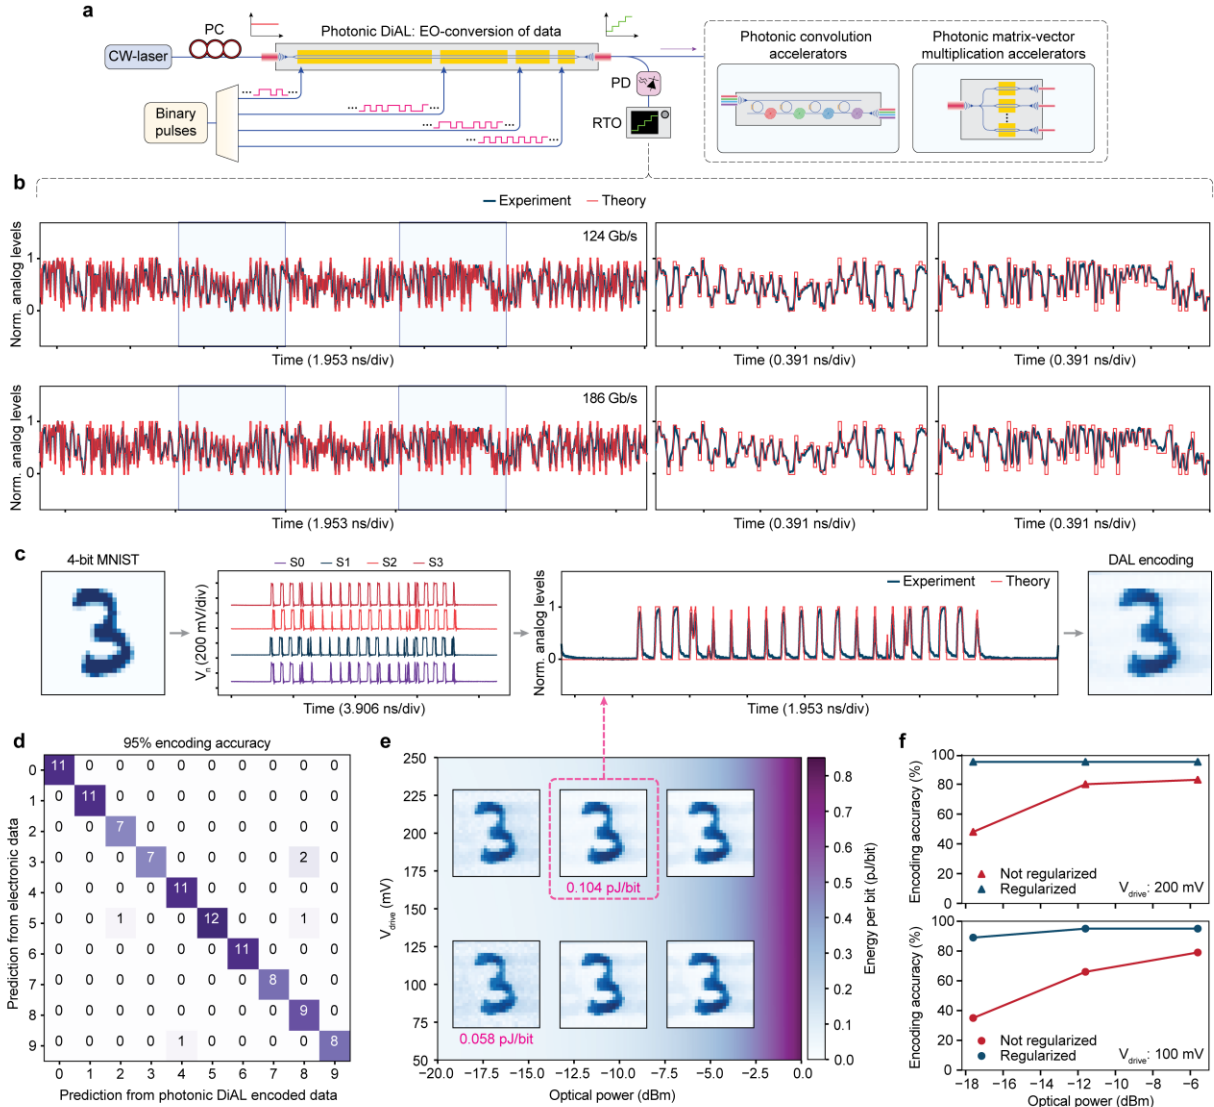 a
PC
Photonic DiAL: EO-conversion of data
CW-laser
Binary
pulses
PD
RTO
Photonic convolution
accelerators
Photonic matrix-vector
multiplication accelerators
b
Experiment Theory
Norm. analog levels
1
0
124 Gb/s
Time (1.953 ns/div)
Time (0.391 ns/div)
Time (0.391 ns/div)
Norm. analog levels
1
0
186 Gb/s
Time (1.953 ns/div)
Time (0.391 ns/div)
Time (0.391 ns/div)
c
4-bit MNIST
S0 S1 S2 S3
Vn (200 mV/div)
Time (3.906 ns/div)
Norm. analog levels
1
0
Experiment Theory
Time (1.953 ns/div)
DAL encoding
d
95% encoding accuracy
Prediction from electronic data
0 11 0 0 0 0 0 0 0 0 0
1 0 11 0 0 0 0 0 0 0 0
2 0 0 7 0 0 0 0 0 0 0
3 0 0 0 7 0 0 0 0 2 0
4 0 0 0 0 11 0 0 0 0 0
5 0 0 1 0 0 12 0 0 1 0
6 0 0 0 0 0 0 11 0 0 0
7 0 0 0 0 0 0 0 8 0 0
8 0 0 0 0 0 0 0 0 9 0
9 0 0 0 0 1 0 0 0 0 8
0 1 2 3 4 5 6 7 8 9
Prediction from photonic DiAL encoded data
e
Vdrive (mV)
250
225
200
175
150
125
100
75
50
0.104 pJ/bit
0.058 pJ/bit
−20.0 −17.5 −15.0 −12.5 −10.0 −7.5 −5.0 −2.5 0.0
Optical power (dBm)
Energy per bit (pJ/bit)
0.8
0.7
0.6
0.5
0.4
0.3
0.2
0.1
0.0
f
Encoding accuracy (%)
100
80
60
40
20
0
Not regularized
Regularized
Vdrive: 200 mV
Encoding accuracy (%)
100
80
60
40
20
0
Not regularized
Regularized
Vdrive: 100 mV
−18 −16 −14 −12 −10 −8 −6
Optical power (dBm)